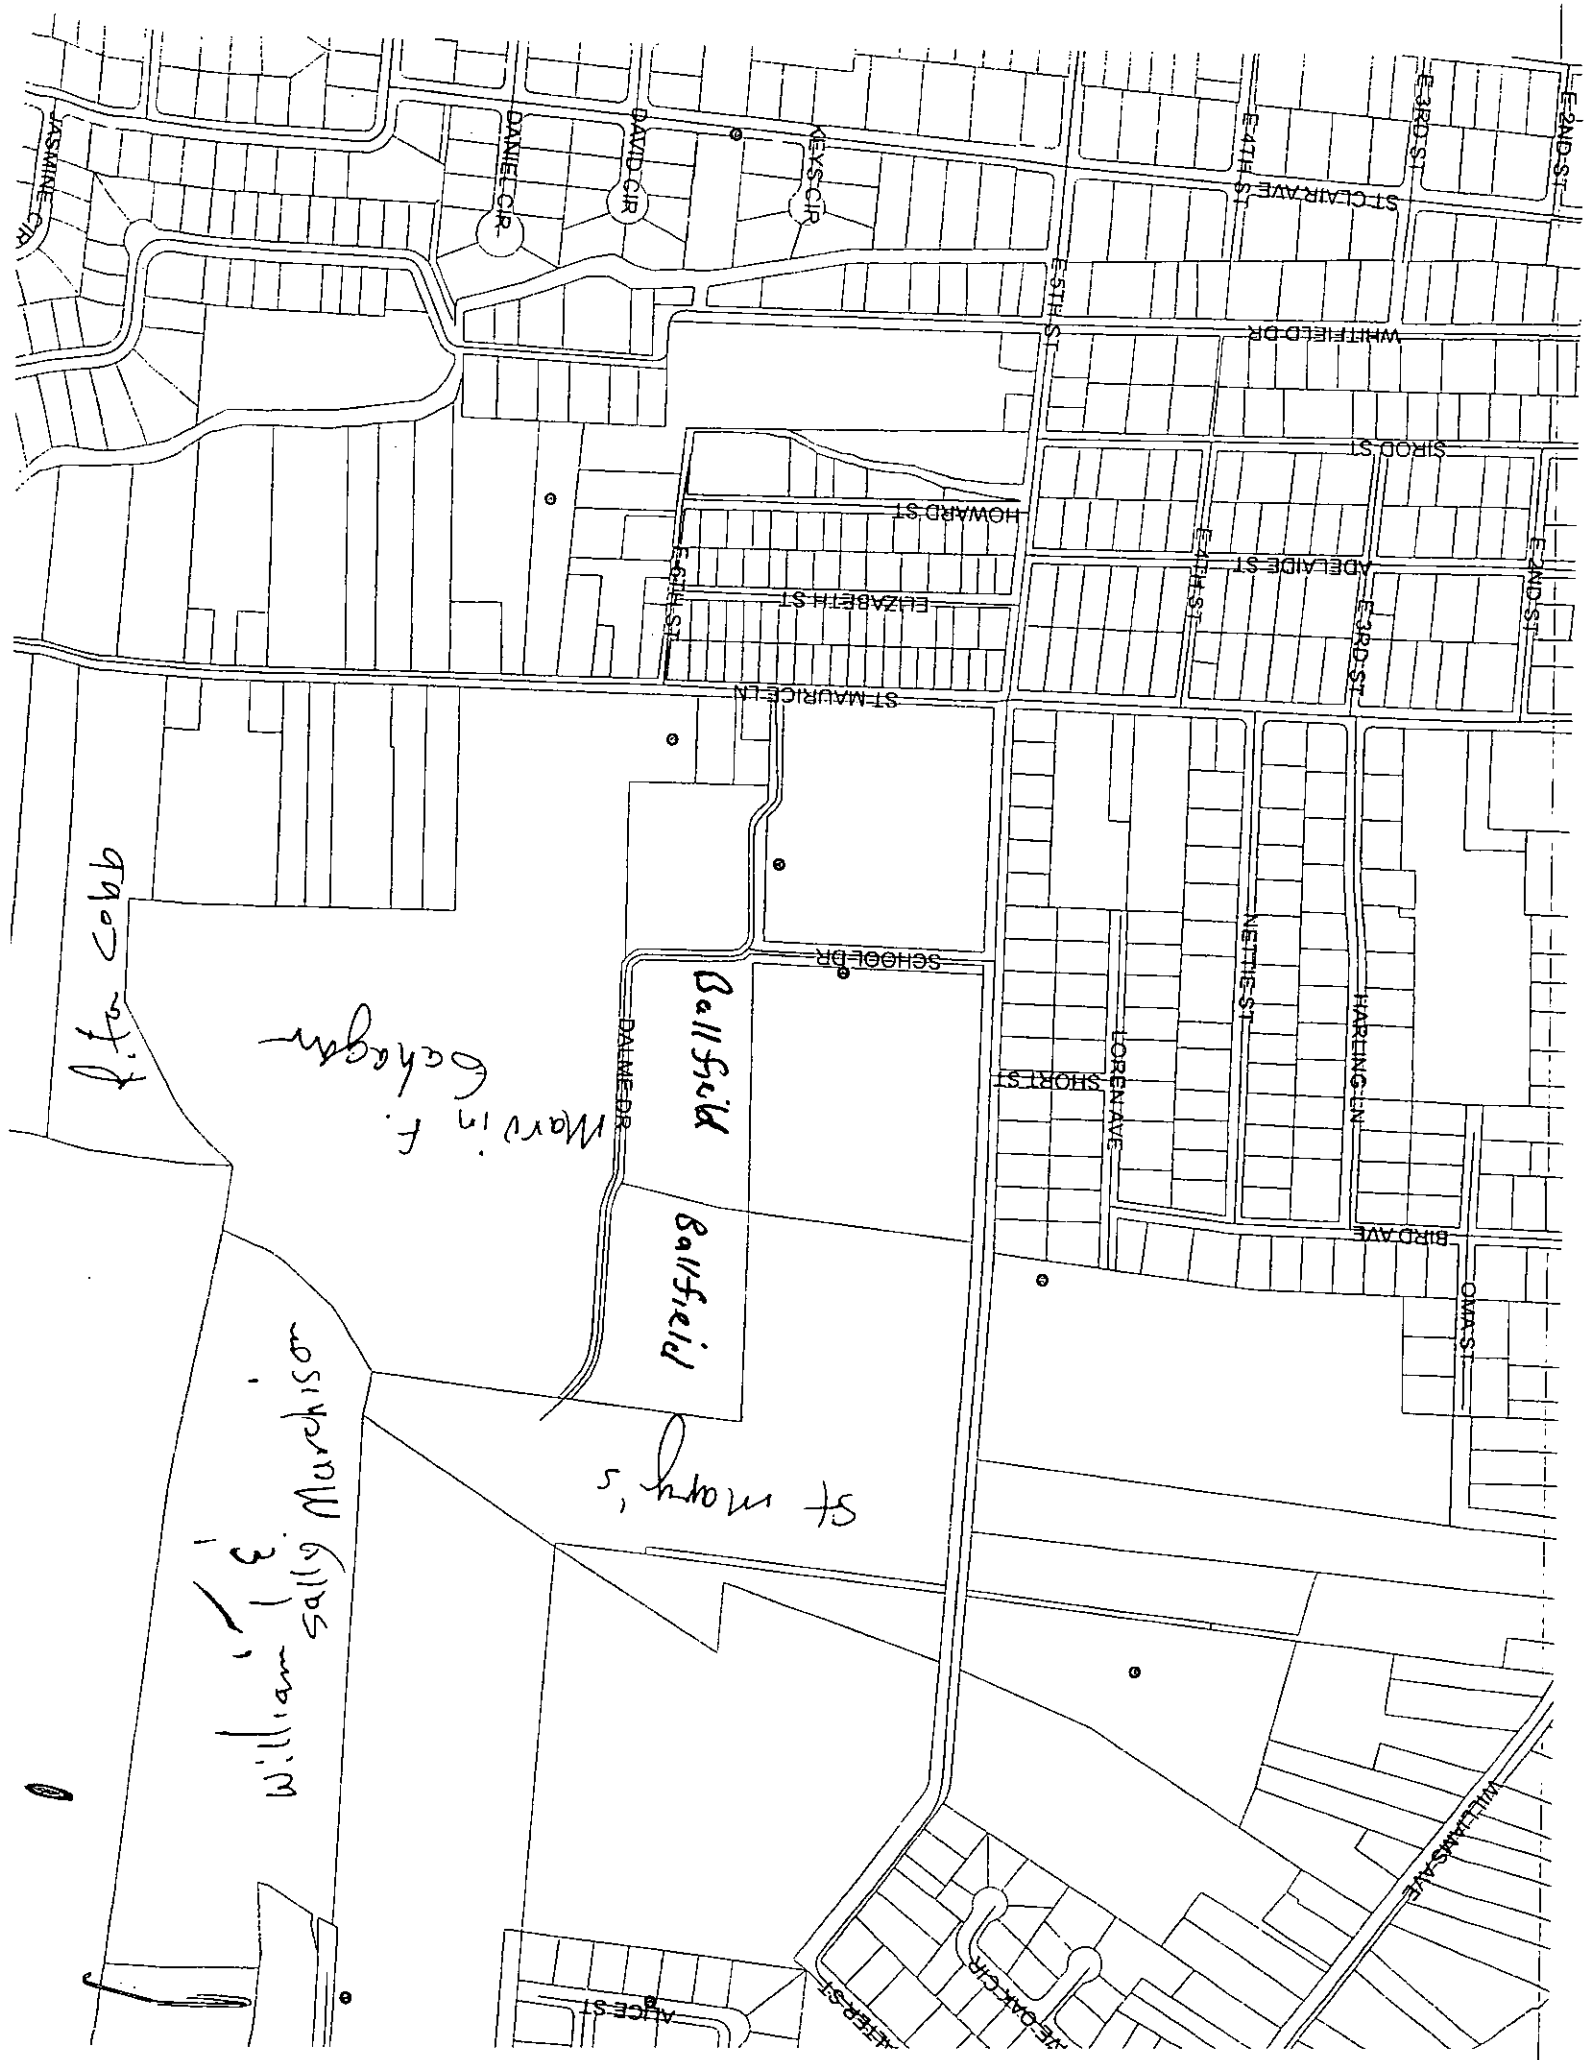 JASMINE CIR
DANIEL CIR
DAVID CIR
KEYS CIR
E 5TH ST
E 4TH ST
E 3RD ST
E 2ND ST
ST CLAIR AVE
WHITFIELD DR
SIROD ST
HOWARD ST
E 6TH ST
ELIZABETH ST
E 4TH ST
ADELAIDE ST
E 3RD ST
E 2ND ST
ST MAURICE LN
SCHOOL DR
NETTIE ST
HARLING LN
LOREN AVE
SHORT ST
DALME DR
BIRD AVE
OMA ST
Rita Cobb
Marvin F.
Ballfield
Ballfield
St Mary's
William &
Sally Murchison
WILLIAMS AVE
ALICE ST